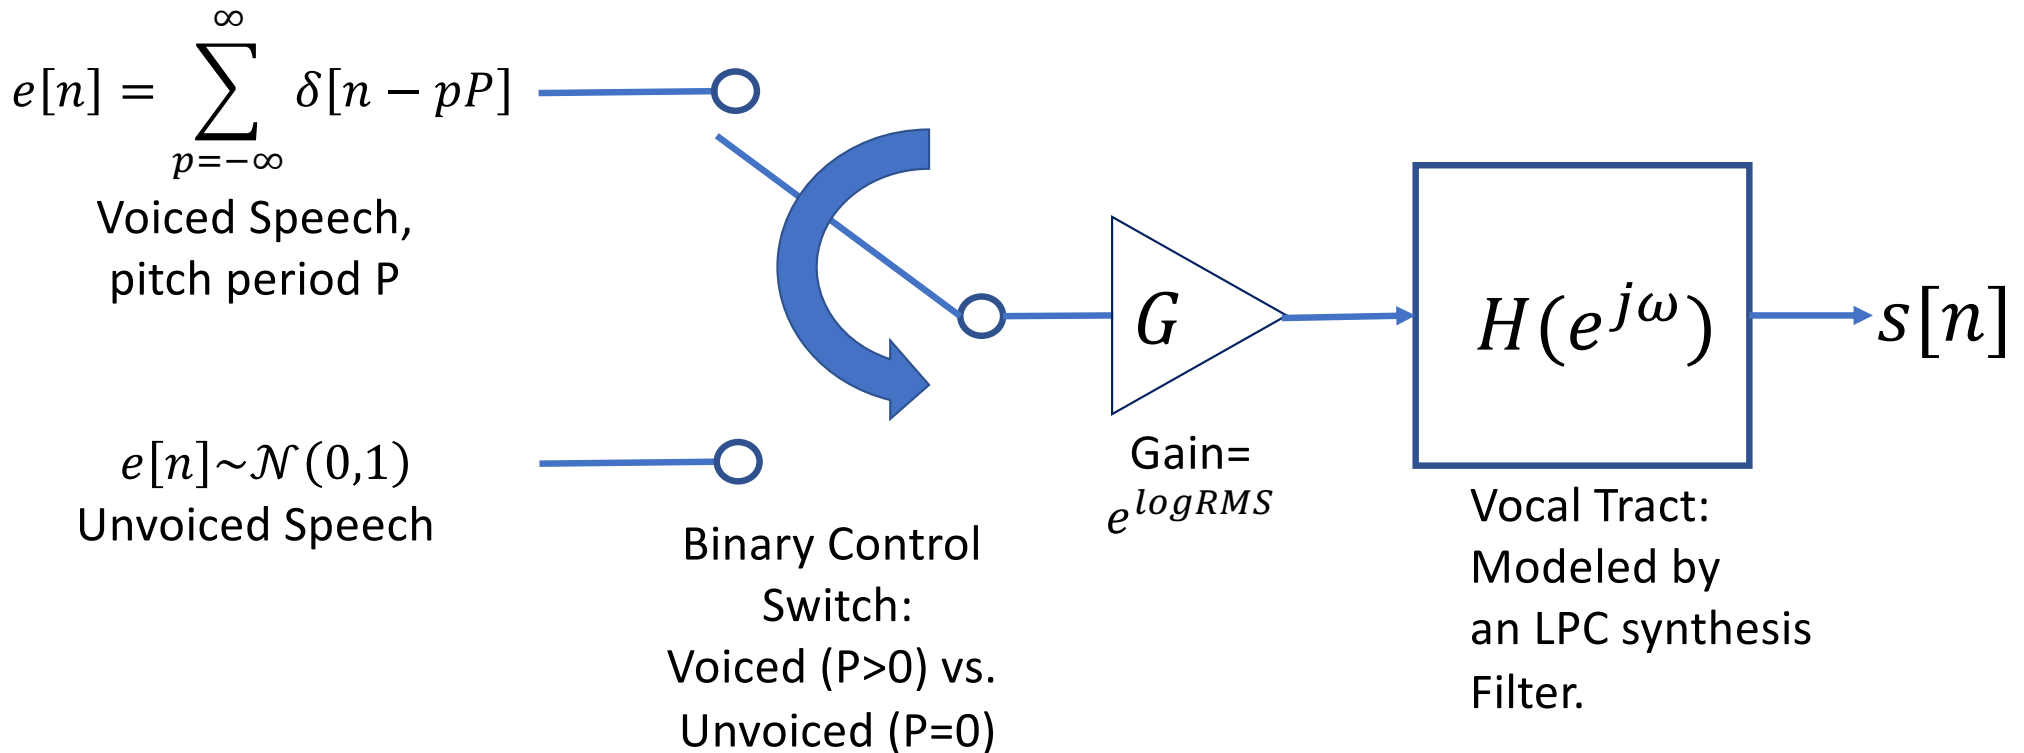 e[n] = ∞∑p=−∞ δ[n − pP]
Voiced Speech,
pitch period P
e[n]~𝒩(0,1)
Unvoiced Speech
Binary Control
Switch:
Voiced (P>0) vs.
Unvoiced (P=0)
G
Gain=
e^logRMS
H(e^jω)
Vocal Tract:
Modeled by
an LPC synthesis
Filter.
s[n]